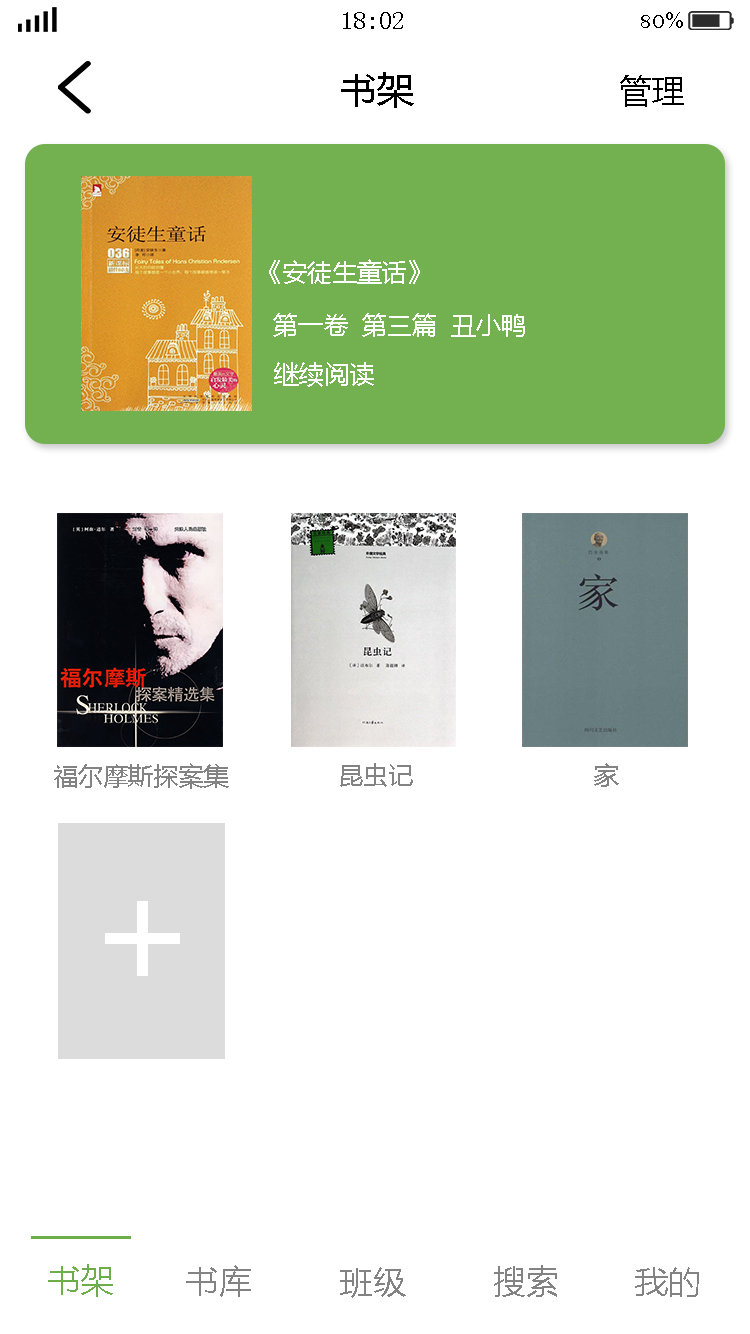 18:02
80%
书架
管理
安徒生童话
036
Fairy Tales of Hans Christian Andersen
《安徒生童话》
第一卷 第三篇 丑小鸭
继续阅读
福尔摩斯
探案精选集
SHERLOCK
HOLMES
昆虫记
家
福尔摩斯探案集
昆虫记
家
书架
书库
班级
搜索
我的